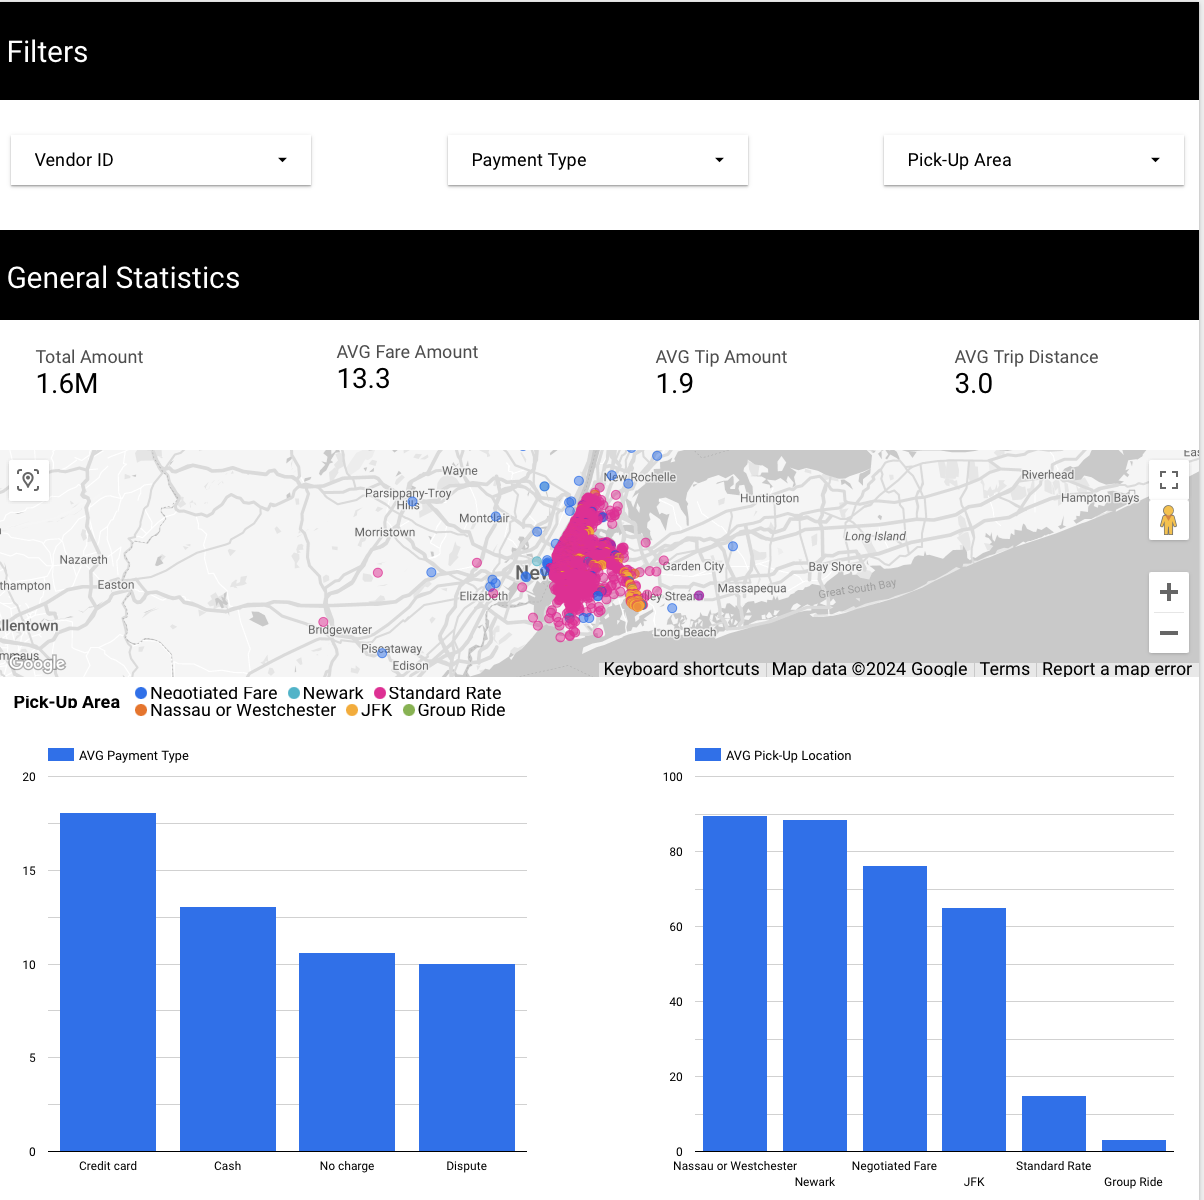 Filters
Vendor ID
Payment Type
Pick-Up Area
General Statistics
Total Amount
1.6M
AVG Fare Amount
13.3
AVG Tip Amount
1.9
AVG Trip Distance
3.0
Wayne
New Rochelle
Riverhead
Parsippany-Troy
Hills
Huntington
Hampton Bays
Montclair
Morristown
Long Island
Nazareth
New
Garden City
Bay Shore
thampton
Easton
Elizabeth
ley Stream
Massapequa
Great South Bay
llentown
Bridgewater
Long Beach
Piscataway
mmaus
Google
Edison
Keyboard shortcuts
Map data ©2024 Google
Terms
Report a map error
Pick-Up Area
Negotiated Fare
Newark
Standard Rate
Nassau or Westchester
JFK
Group Ride
AVG Payment Type
20
15
10
5
0
Credit card
Cash
No charge
Dispute
AVG Pick-Up Location
100
80
60
40
20
0
Nassau or Westchester
Newark
Negotiated Fare
JFK
Standard Rate
Group Ride